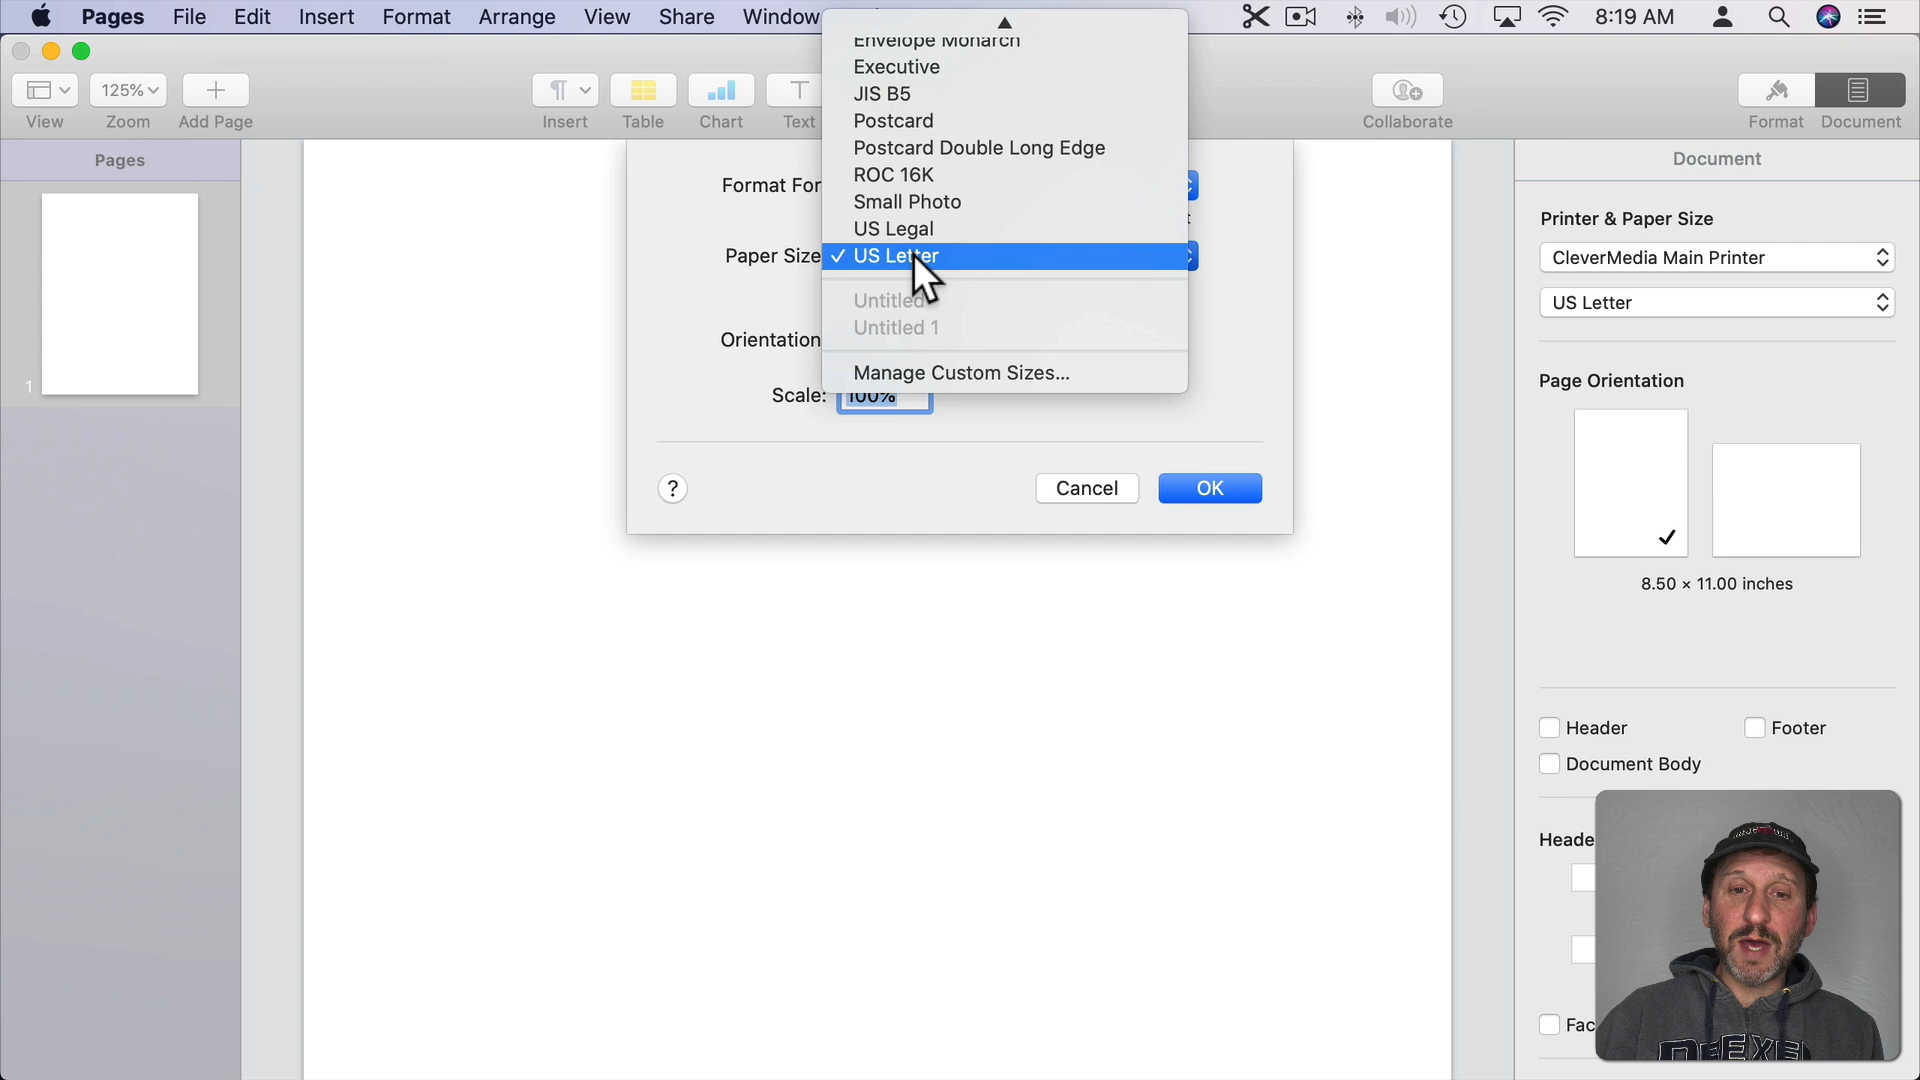 Pages File Edit Insert Format Arrange View Share Window
8:19 AM
125%
View Zoom Add Page Insert Table Chart Text Collaborate Format Document
Pages
1
Envelope Monarch
Executive
JIS B5
Postcard
Postcard Double Long Edge
ROC 16K
Small Photo
US Legal
✓ US Letter
Untitled
Untitled 1
Manage Custom Sizes...
Format For
Paper Size
Orientation
Scale: 100%
? Cancel OK
Document
Printer & Paper Size
CleverMedia Main Printer
US Letter
Page Orientation
8.50 × 11.00 inches
Header Footer
Document Body
Heade
Fac